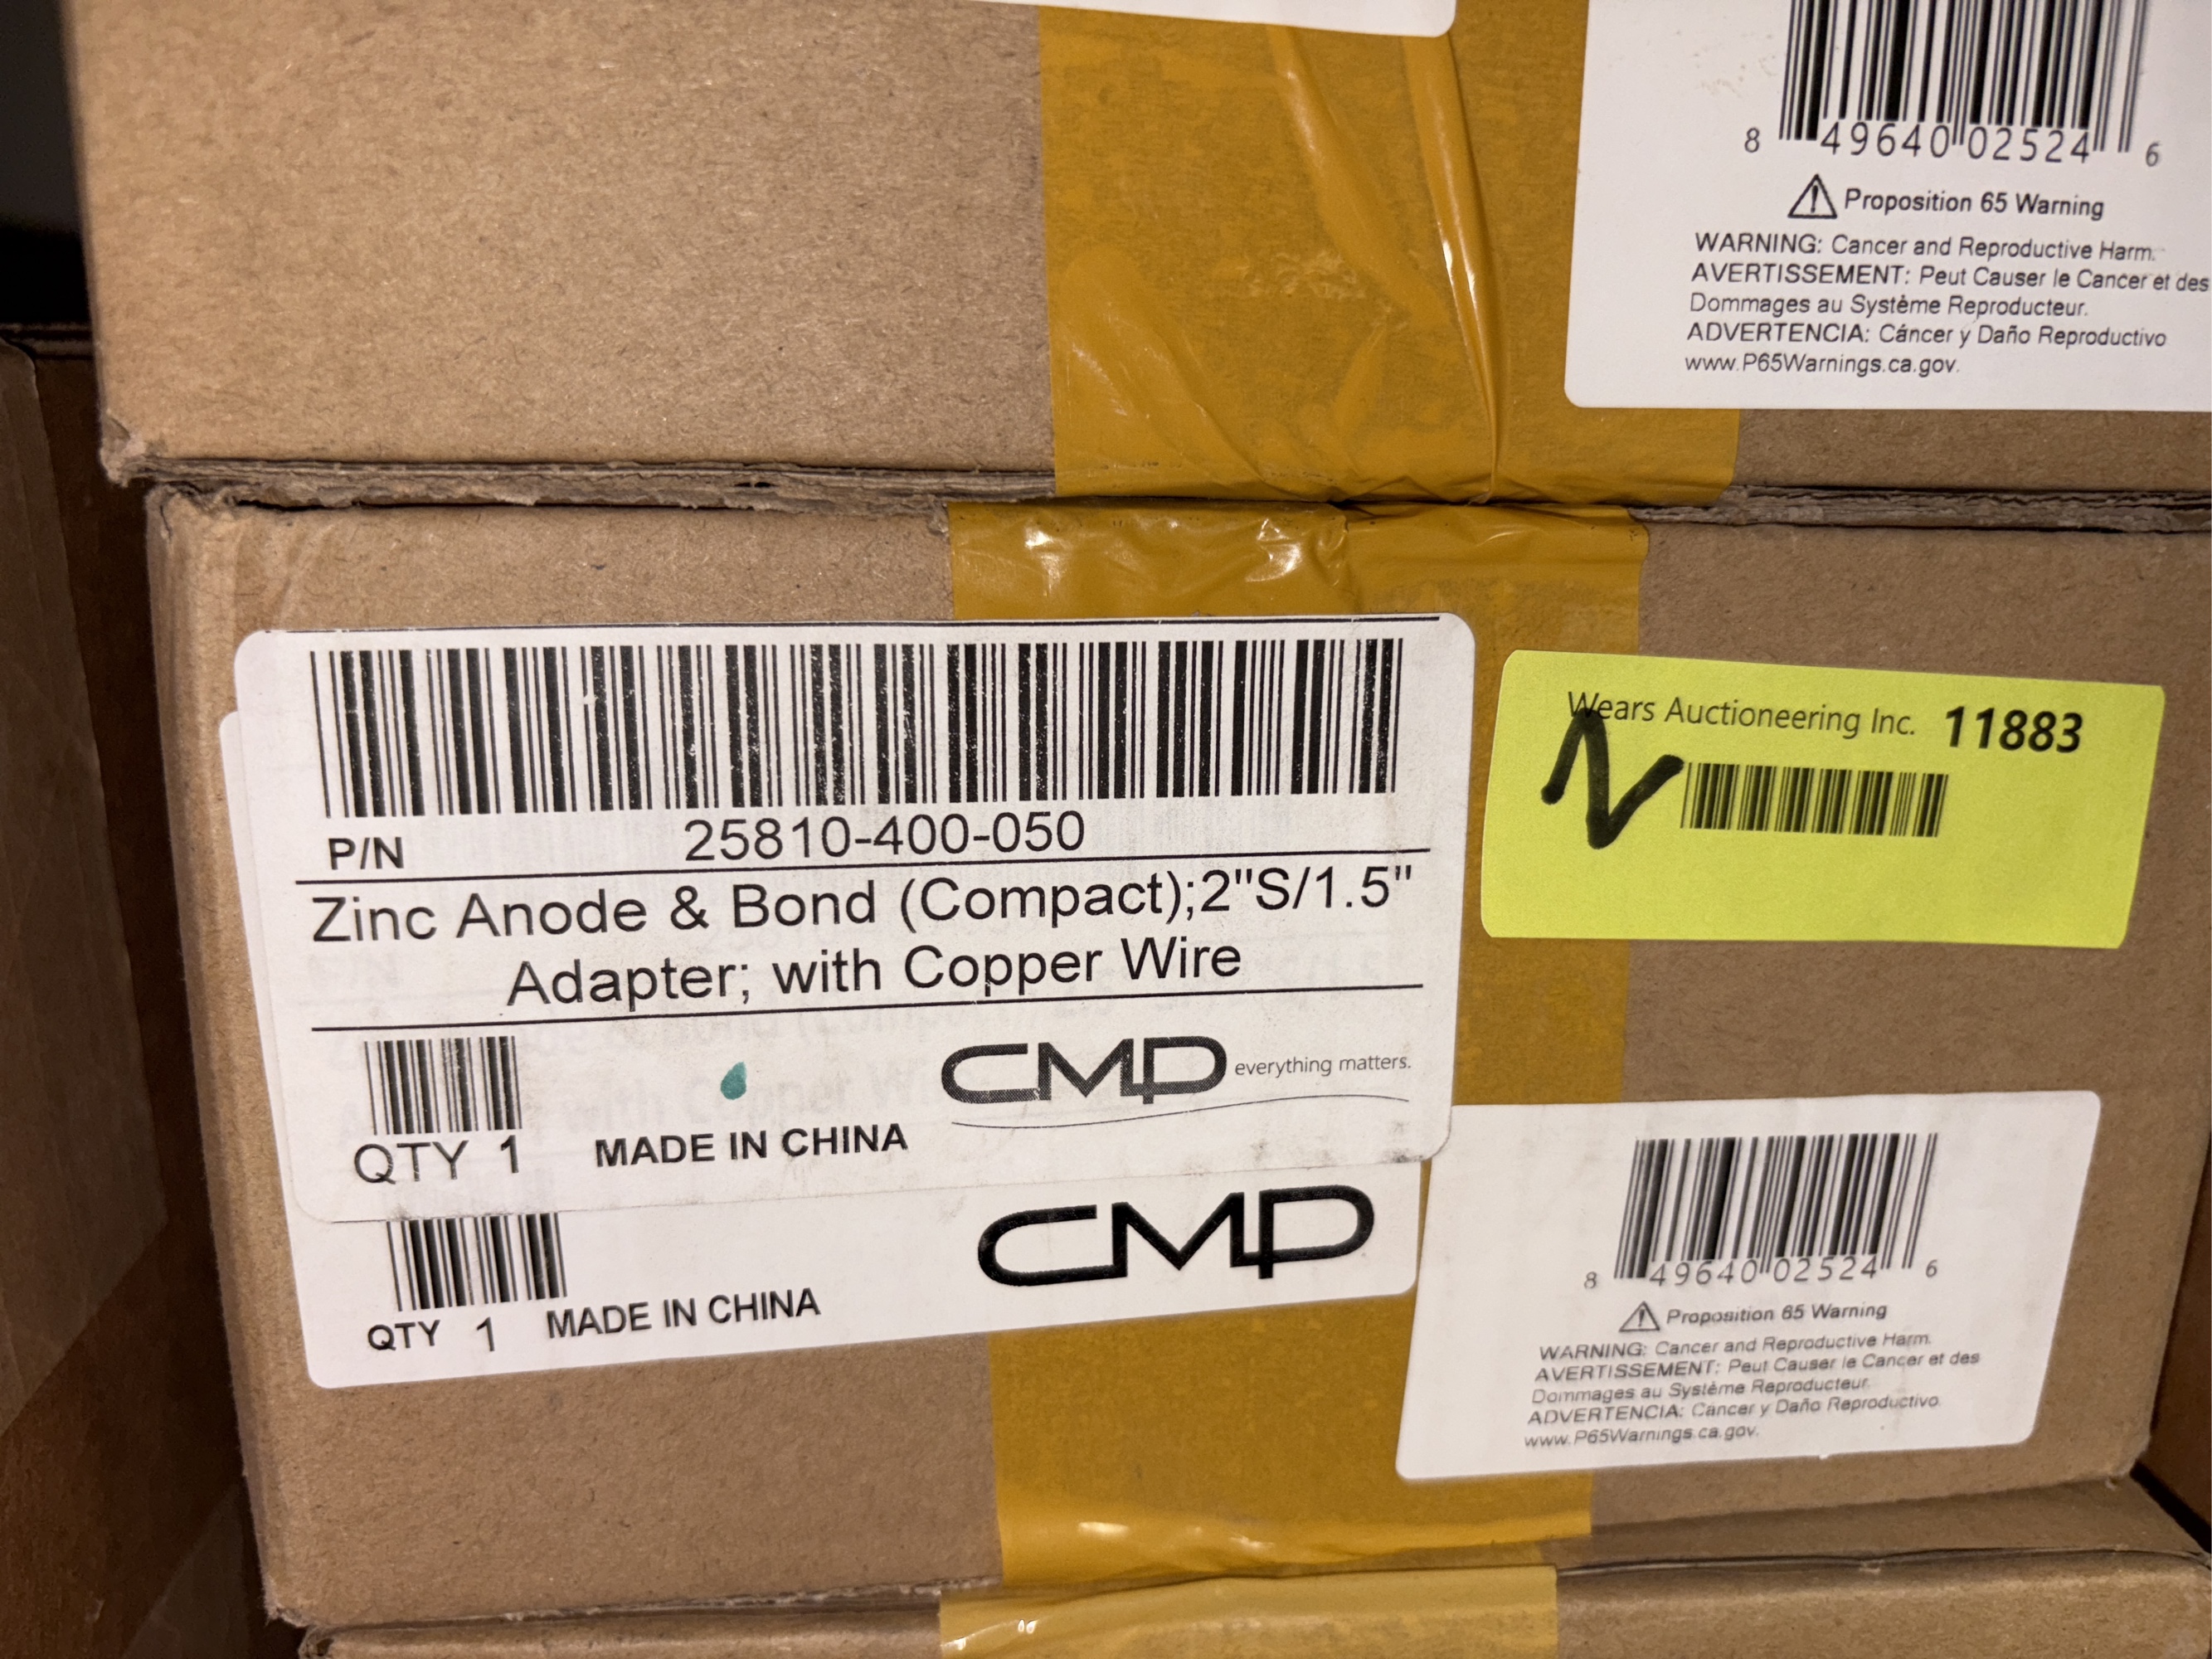 8 49640 02524 6
⚠ Proposition 65 Warning
WARNING: Cancer and Reproductive Harm.
AVERTISSEMENT: Peut Causer le Cancer et des
Dommages au Système Reproducteur.
ADVERTENCIA: Cáncer y Daño Reproductivo
www.P65Warnings.ca.gov.
P/N 25810-400-050
Zinc Anode & Bond (Compact);2"S/1.5"
Adapter; with Copper Wire
CMP everything matters.
QTY 1 MADE IN CHINA
CMP
QTY 1 MADE IN CHINA
Wears Auctioneering Inc. 11883
N
8 49640 02524 6
⚠ Proposition 65 Warning
WARNING: Cancer and Reproductive Harm.
AVERTISSEMENT: Peut Causer le Cancer et des
Dommages au Système Reproducteur.
ADVERTENCIA: Cáncer y Daño Reproductivo
www.P65Warnings.ca.gov.